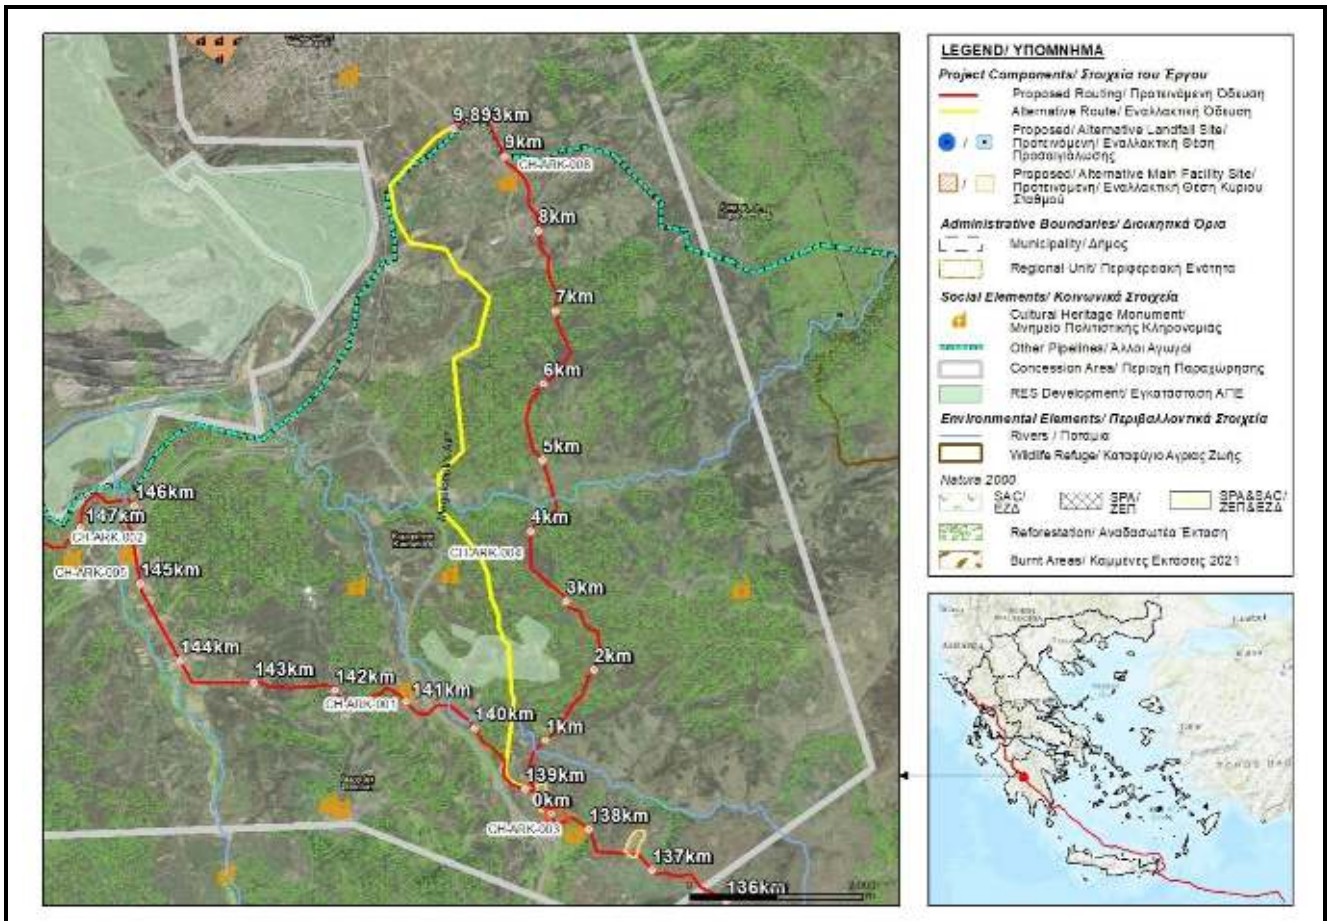 9,893km
9km
CH-ARK-008
8km
7km
6km
5km
146km
147km
CH-ARK-002
4km
CH-ARK-004
CH-ARK-005
145km
3km
144km
2km
143km
142km
141km
CH-ARK-001
140km
1km
139km
0km
138km
CH-ARK-003
137km
136km
LEGEND/ ΥΠΟΜΝΗΜΑ
Project Components/ Στοιχεία του Έργου
Proposed Routing/ Προτεινόμενη Όδευση
Alternative Route/ Εναλλακτική Όδευση
Proposed/ Alternative Landfall Site/
Προτεινόμενη/ Εναλλακτική Θέση
Προσαιγιάλωσης
Proposed/ Alternative Main Facility Site/
Προτεινόμενη/ Εναλλακτική Θέση Κύριου
Σταθμού
Administrative Boundaries/ Διοικητικά Όρια
Municipality/ Δήμος
Regional Unit/ Περιφερειακή Ενότητα
Social Elements/ Κοινωνικά Στοιχεία
Cultural Heritage Monument/
Μνημείο Πολιτιστικής Κληρονομιάς
Other Pipelines/ Άλλοι Αγωγοί
Concession Area/ Περιοχή Παραχώρησης
RES Development/ Εγκατάσταση ΑΠΕ
Environmental Elements/ Περιβαλλοντικά Στοιχεία
Rivers / Ποτάμια
Wildlife Refuge/ Καταφύγιο Άγριας Ζωής
Natura 2000
SAC/ ΕΖΔ
SPA/ ΖΕΠ
SPA&SAC/ ΖΕΠ&ΕΖΔ
Reforestation/ Αναδασωτέα Έκταση
Burnt Areas/ Καμμένες Εκτάσεις 2021